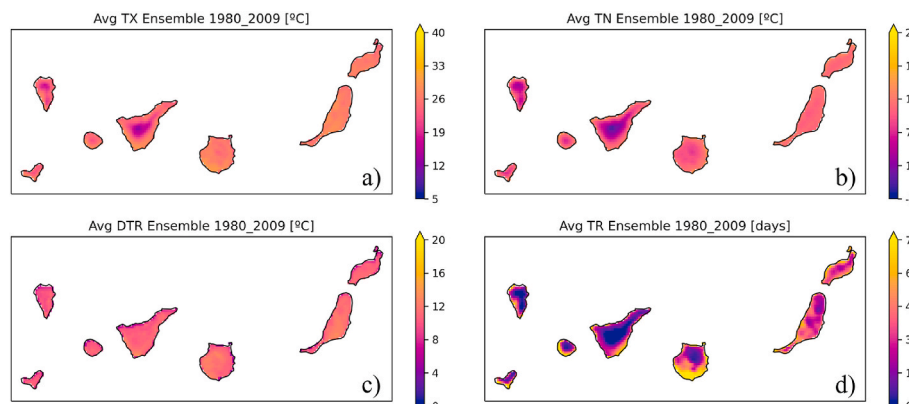 Avg TX Ensemble 1980_2009 [ºC]
40
33
26
19
12
5
a)
Avg TN Ensemble 1980_2009 [ºC]
b)
Avg DTR Ensemble 1980_2009 [ºC]
20
16
12
8
4
0
c)
Avg TR Ensemble 1980_2009 [days]
d)